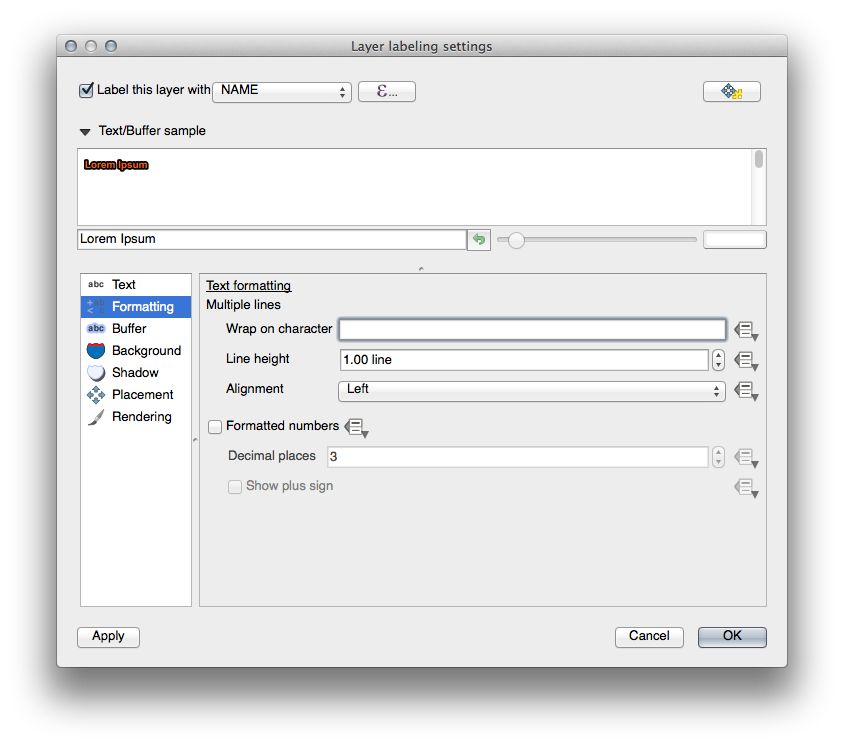 Layer labeling settings
Label this layer with NAME ε...
Text/Buffer sample
Lorem Ipsum
Lorem Ipsum
abc Text
Formatting
abc Buffer
Background
Shadow
Placement
Rendering
Text formatting
Multiple lines
Wrap on character
Line height 1.00 line
Alignment Left
Formatted numbers
Decimal places 3
Show plus sign
Apply Cancel OK